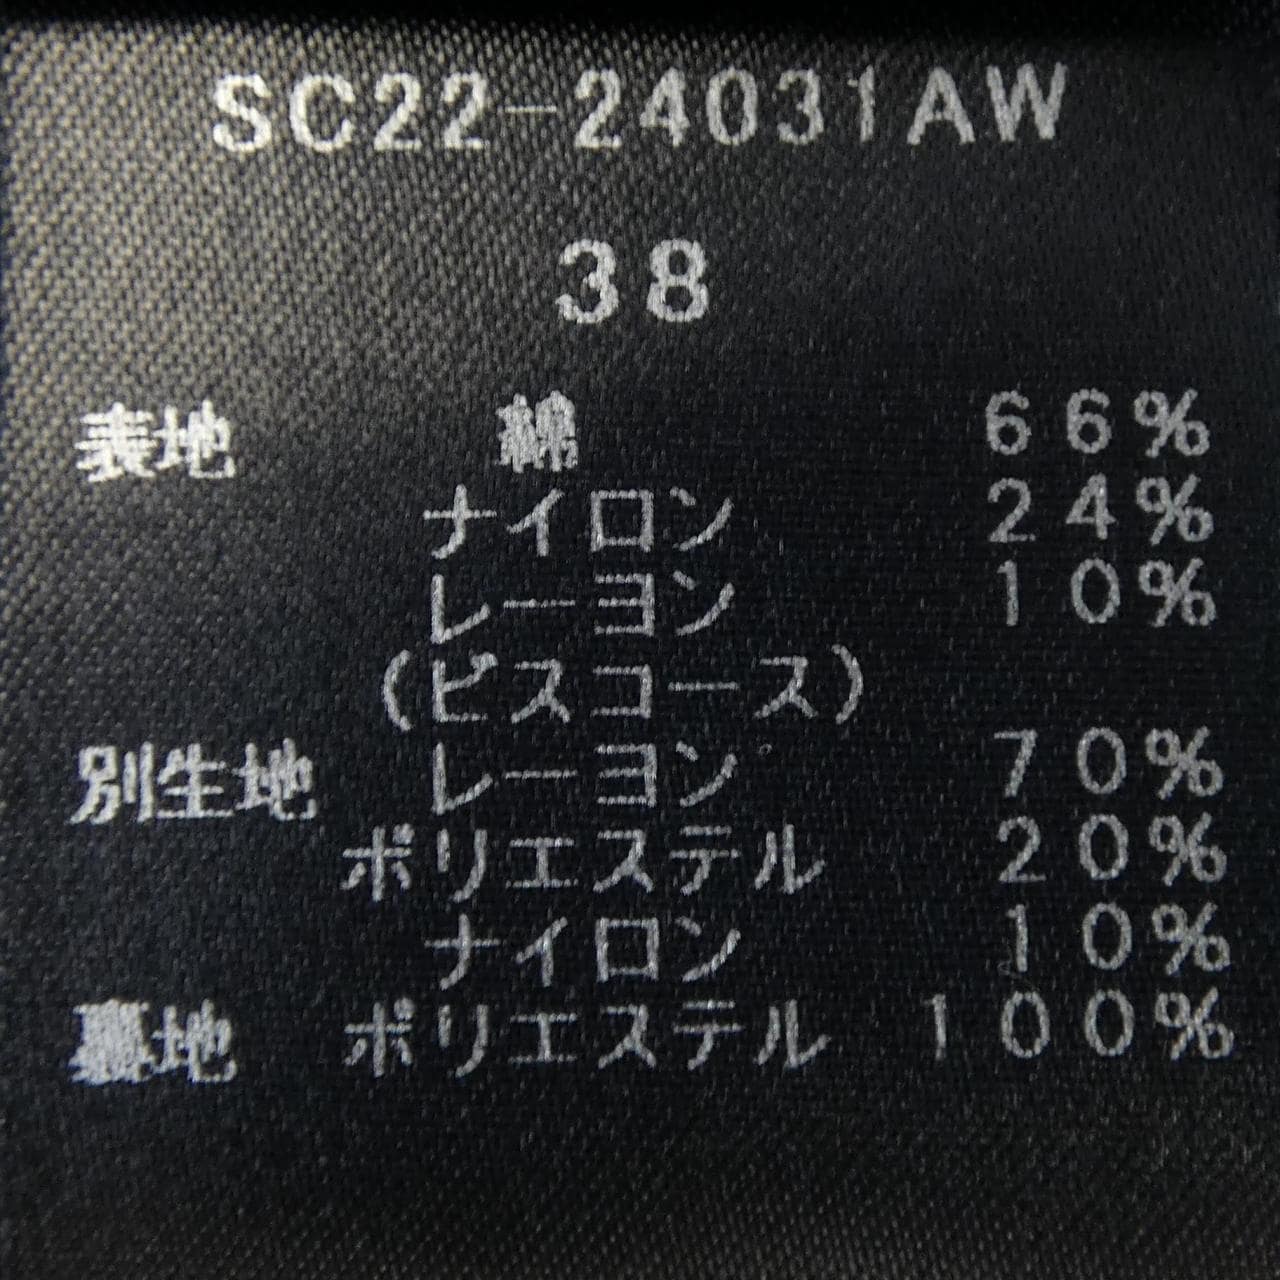 SC22-24031AW
38
表地 綿 66%
ナイロン 24%
レーヨン 10%
(ビスコース)
別生地 レーヨン 70%
ポリエステル 20%
ナイロン 10%
裏地 ポリエステル 100%